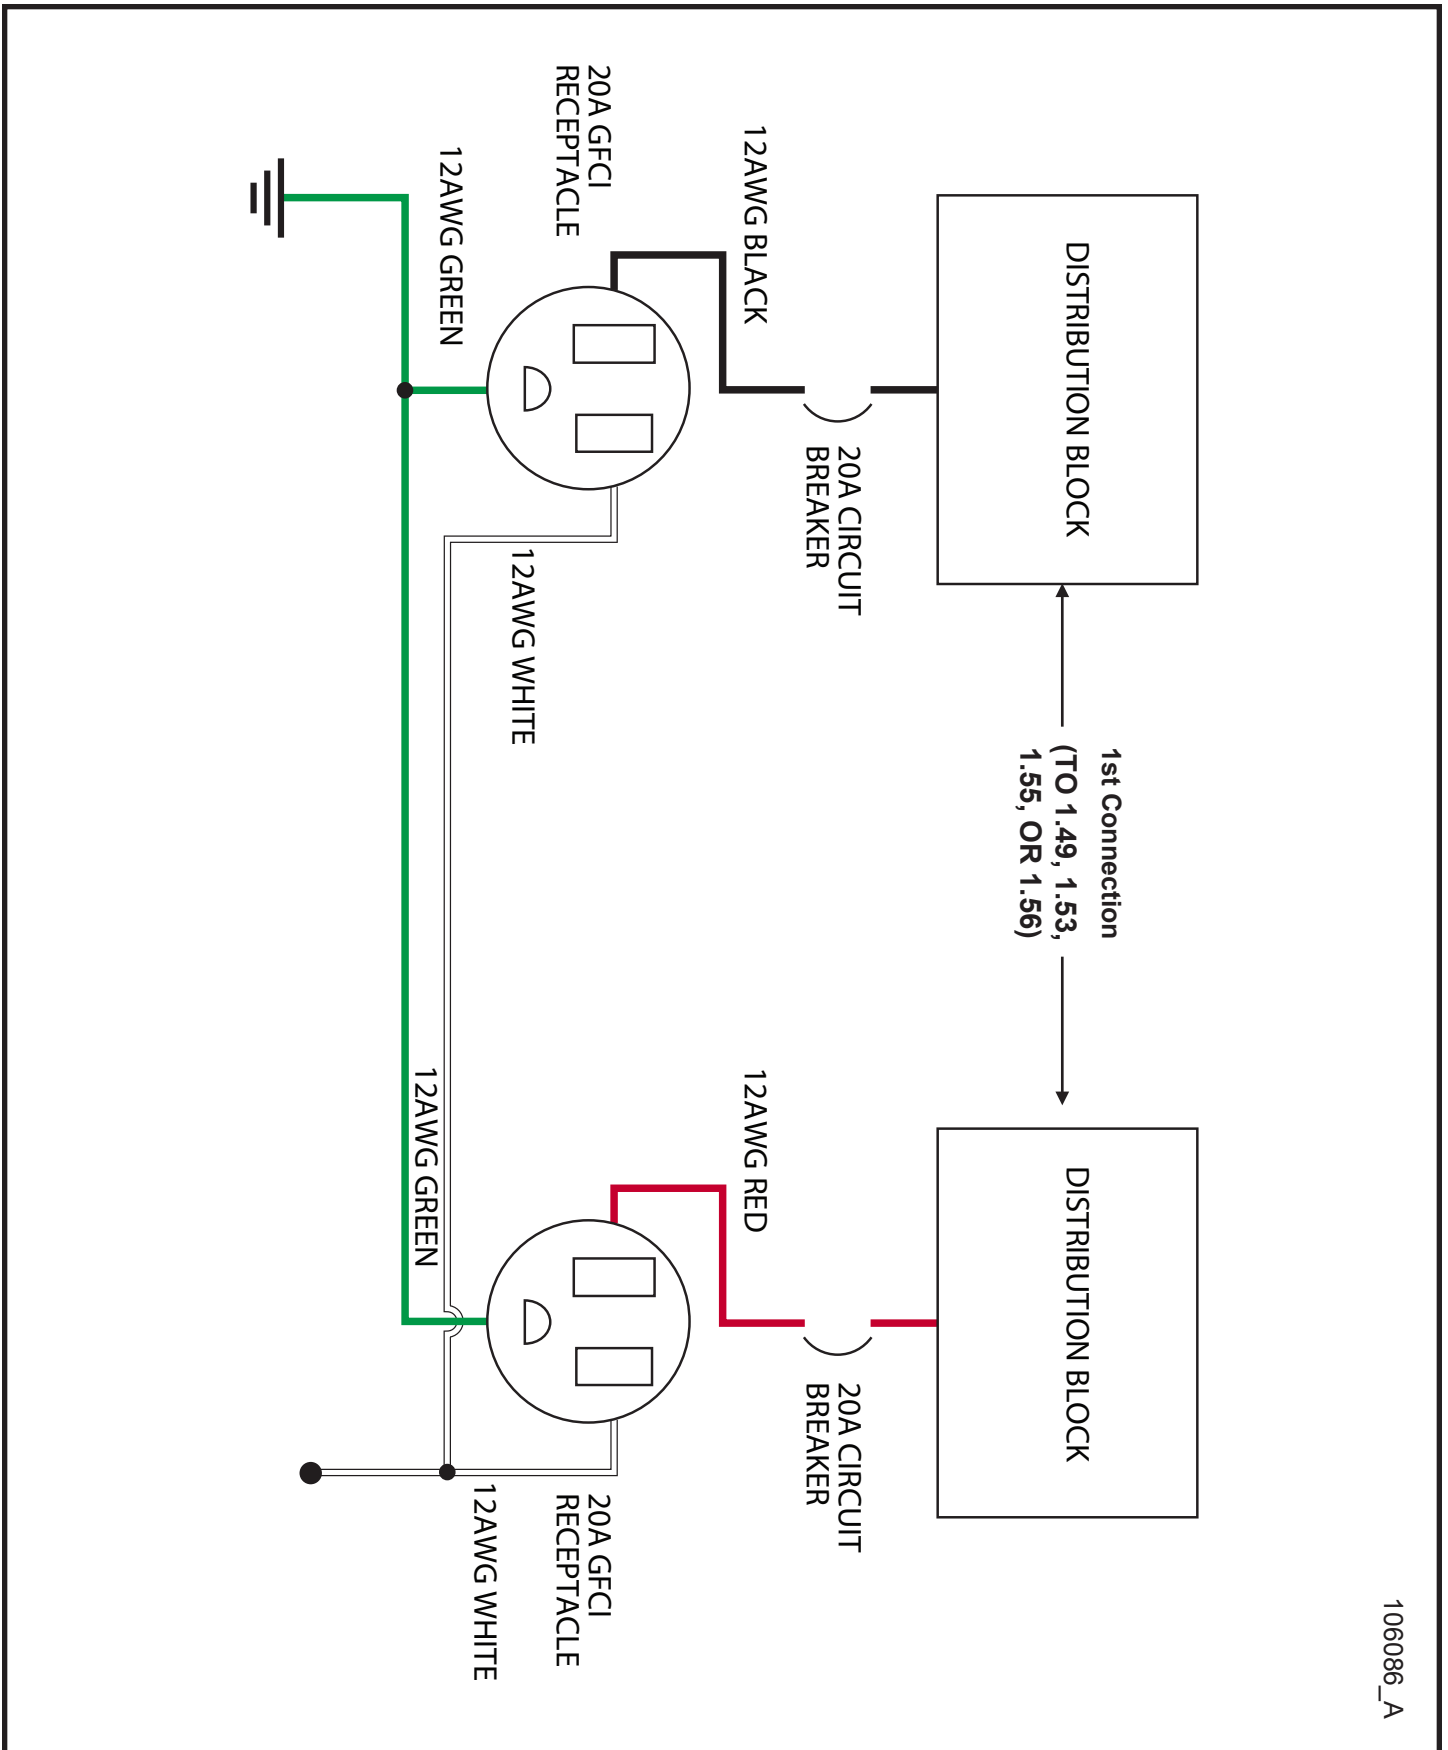 106086_A
DISTRIBUTION BLOCK
1st Connection
(TO 1.49, 1.53,
1.55, OR 1.56)
DISTRIBUTION BLOCK
20A CIRCUIT
BREAKER
20A CIRCUIT
BREAKER
12AWG BLACK
12AWG RED
20A GFCI
RECEPTACLE
20A GFCI
RECEPTACLE
12AWG WHITE
12AWG WHITE
12AWG GREEN
12AWG GREEN